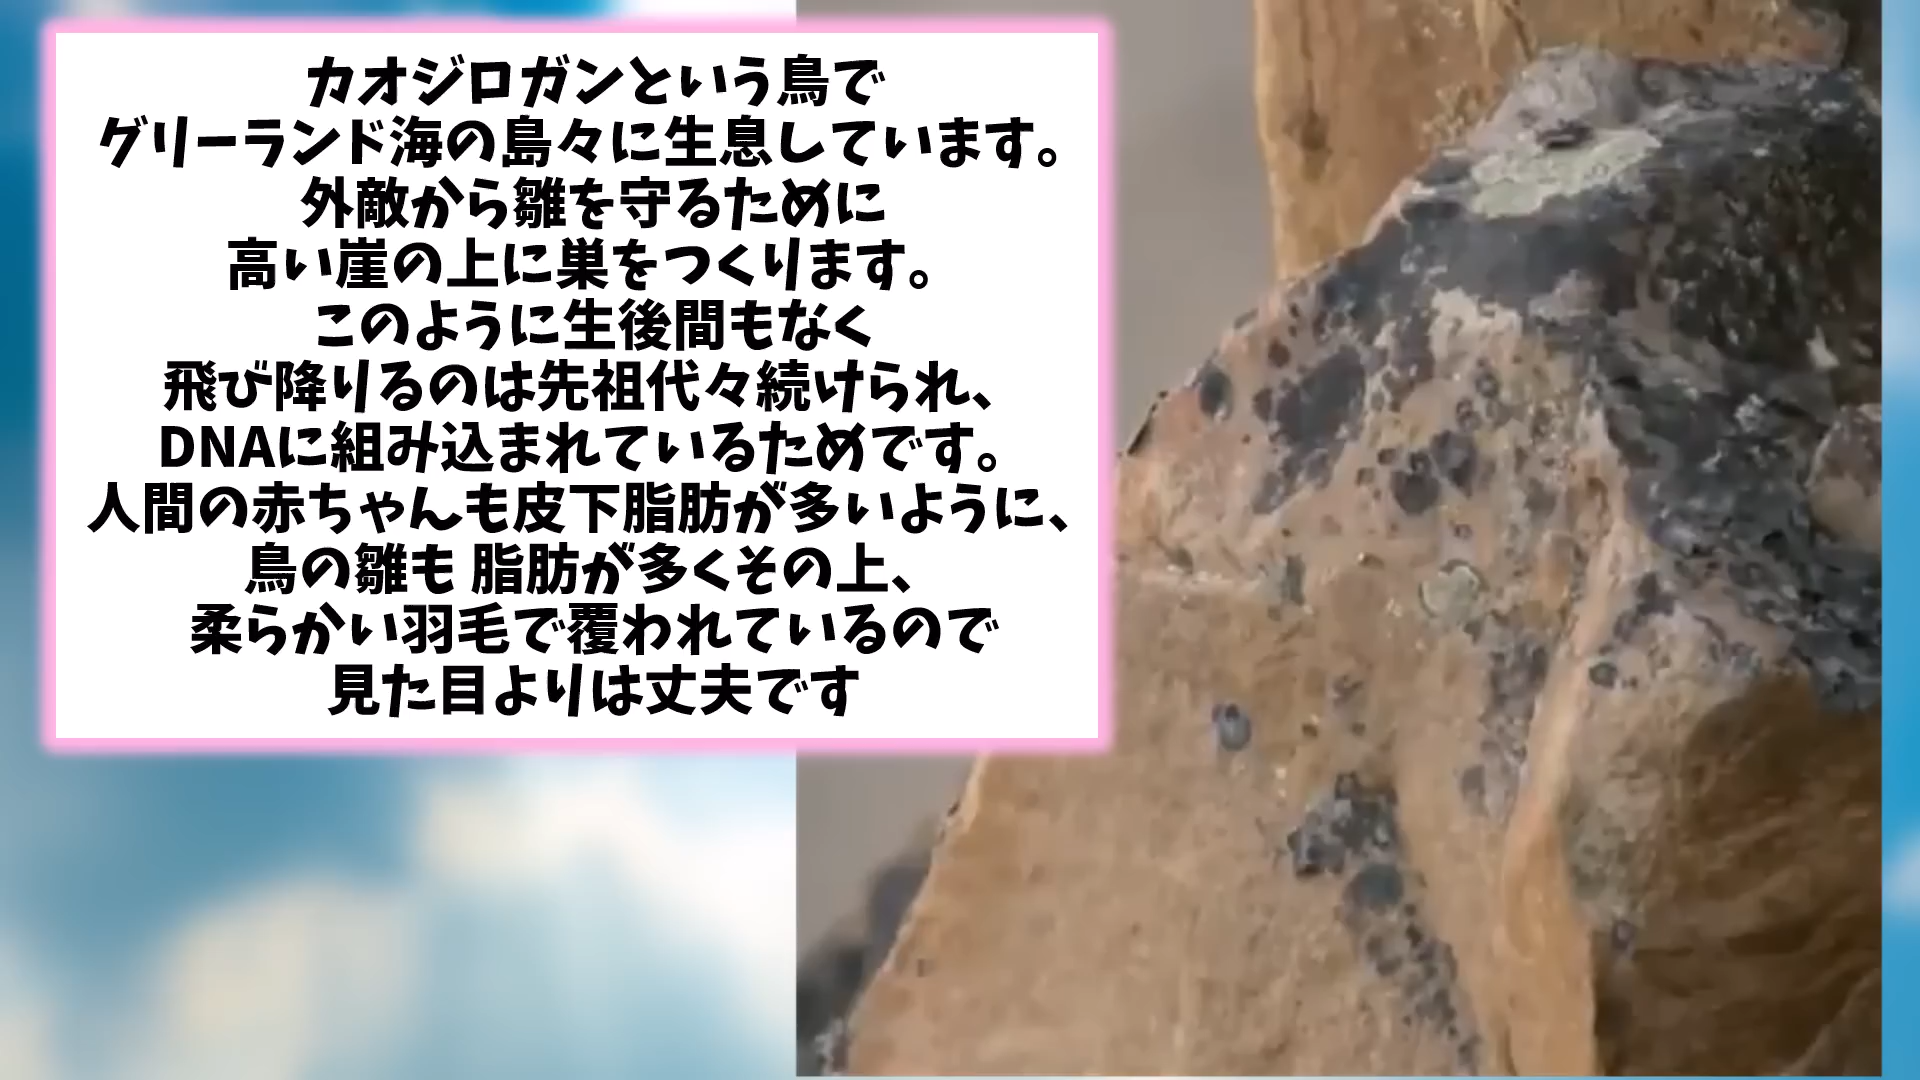 カオジロガンという鳥で
グリーランド海の島々に生息しています。
外敵から雛を守るために
高い崖の上に巣をつくります。
このように生後間もなく
飛び降りるのは先祖代々続けられ、
DNAに組み込まれているためです。
人間の赤ちゃんも皮下脂肪が多いように、
鳥の雛も 脂肪が多くその上、
柔らかい羽毛で覆われているので
見た目よりは丈夫です